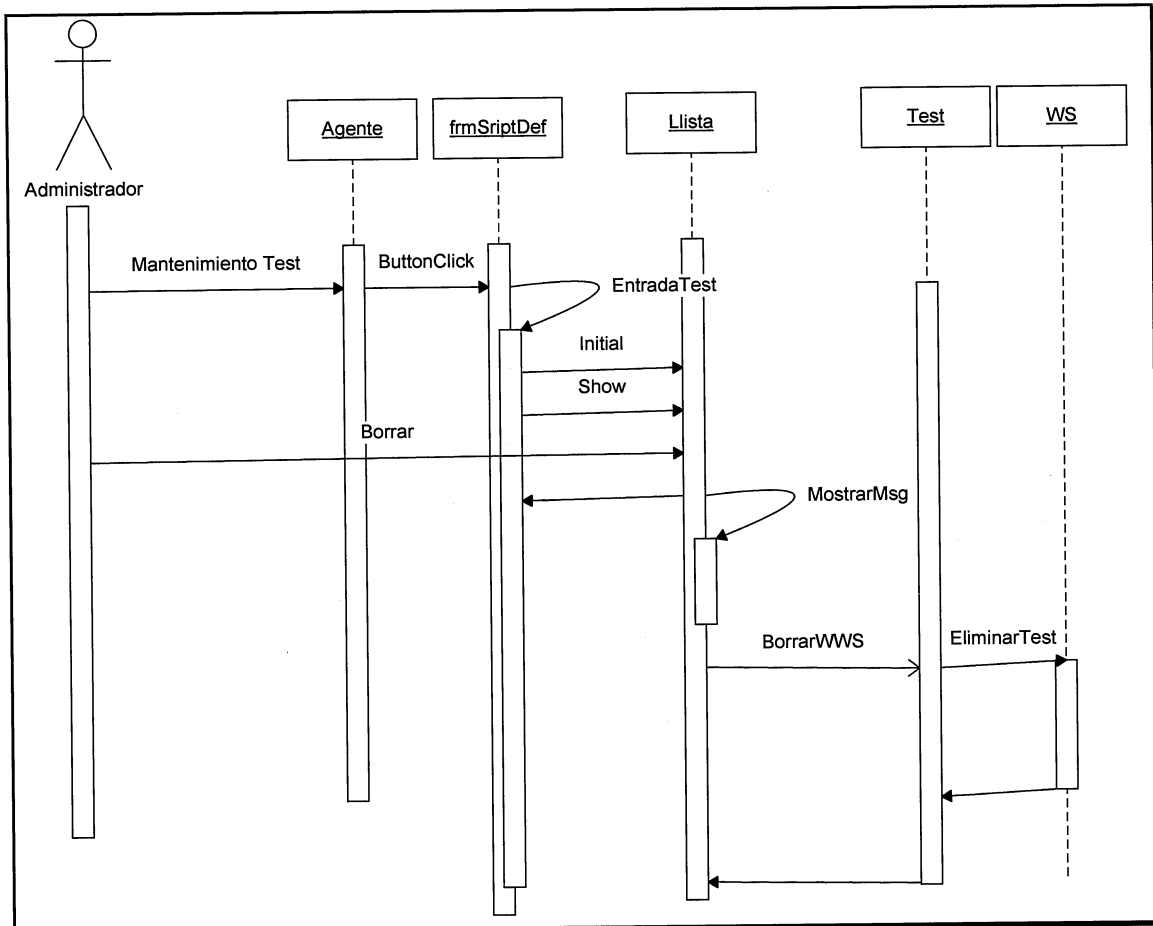 Administrador
Agente
frmSriptDef
Llista
Test
WS
Mantenimiento Test
ButtonClick
EntradaTest
Initial
Show
Borrar
MostrarMsg
BorrarWWS
EliminarTest